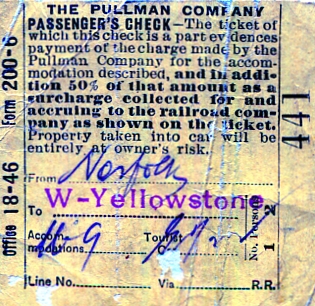 THE PULLMAN COMPANY
PASSENGER'S CHECK—The ticket of
which this check is a part evidences
payment of the charge made by the
Pullman Company for the accom-
modation described, and in addi-
tion 50% of that amount as a
surcharge collected for and
accruing to the railroad com-
pany as shown on the ticket.
Property taken into car will be
entirely at owner's risk.
From Norfolk
W-Yellowstone
To
Accom-
modations
Tourist
No. Persons
1 2
Line No. Via R.R.
Office 18-46 Form 200-6
441